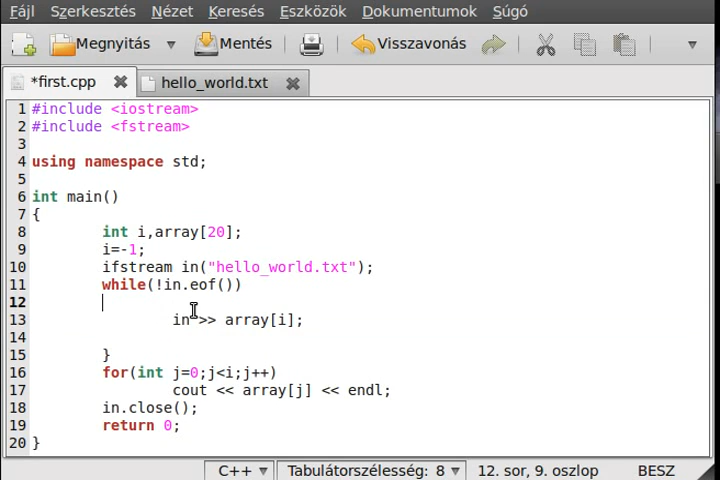 Fájl Szerkesztés Nézet Keresés Eszközök Dokumentumok Súgó
Megnyitás Mentés Visszavonás
*first.cpp hello_world.txt
1 #include <iostream>
2 #include <fstream>
3
4 using namespace std;
5
6 int main()
7 {
8 int i,array[20];
9 i=-1;
10 ifstream in("hello_world.txt");
11 while(!in.eof())
12
13 in >> array[i];
14
15 }
16 for(int j=0;j<i;j++)
17 cout << array[j] << endl;
18 in.close();
19 return 0;
20 }
C++ Tabulátorszélesség: 8 12. sor, 9. oszlop BESZ